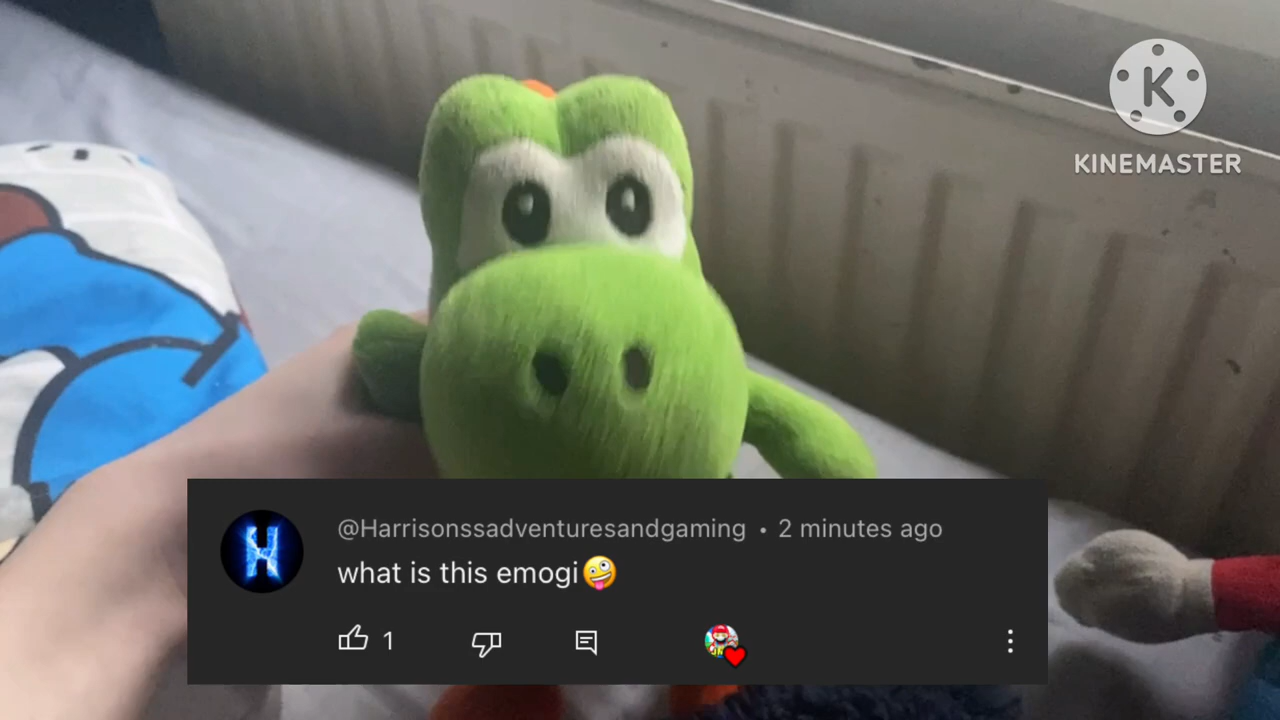 K
KINEMASTER
@Harrisonssadventuresandgaming • 2 minutes ago
what is this emogi🤪
1